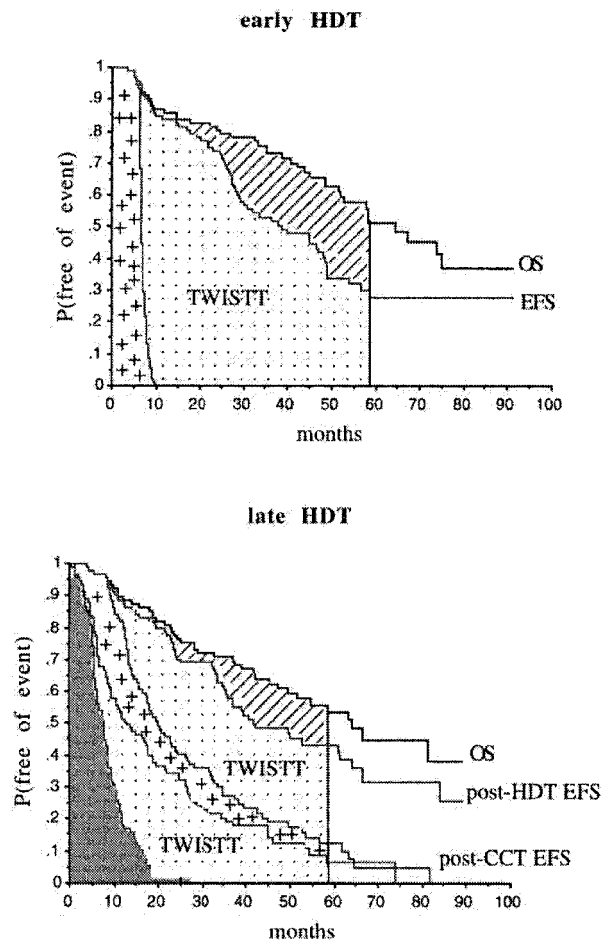 early HDT
1
.9
.8
.7
.6
.5
.4
.3
.2
.1
0
P(free of event)
TWISTT
OS
EFS
0 10 20 30 40 50 60 70 80 90 100
months
late HDT
1
.9
.8
.7
.6
.5
.4
.3
.2
.1
0
P(free of event)
TWISTT
TWISTT
OS
post-HDT EFS
post-CCT EFS
0 10 20 30 40 50 60 70 80 90 100
months